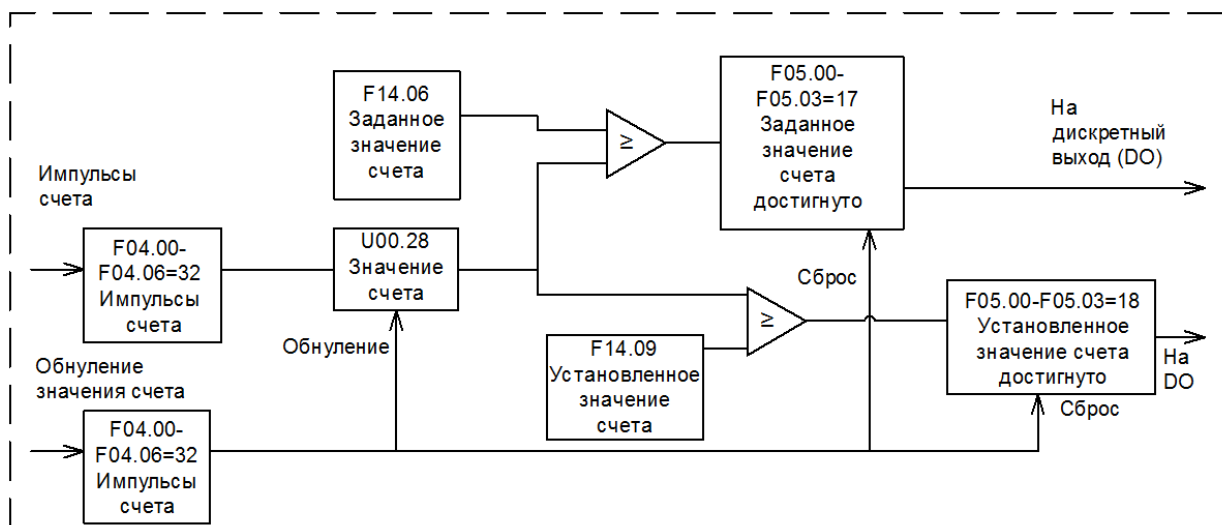 F14.06
Заданное
значение
счета
F05.00-
F05.03=17
Заданное
значение
счета
достигнуто
На
дискретный
выход (DO)
≥
Импульсы
счета
F04.00-
F04.06=32
Импульсы
счета
U00.28
Значение
счета
Сброс
F05.00-F05.03=18
Установленное
значение счета
достигнуто
На
DO
≥
Обнуление
F14.09
Установленное
значение
счета
Сброс
Обнуление
значения счета
F04.00-
F04.06=32
Импульсы
счета